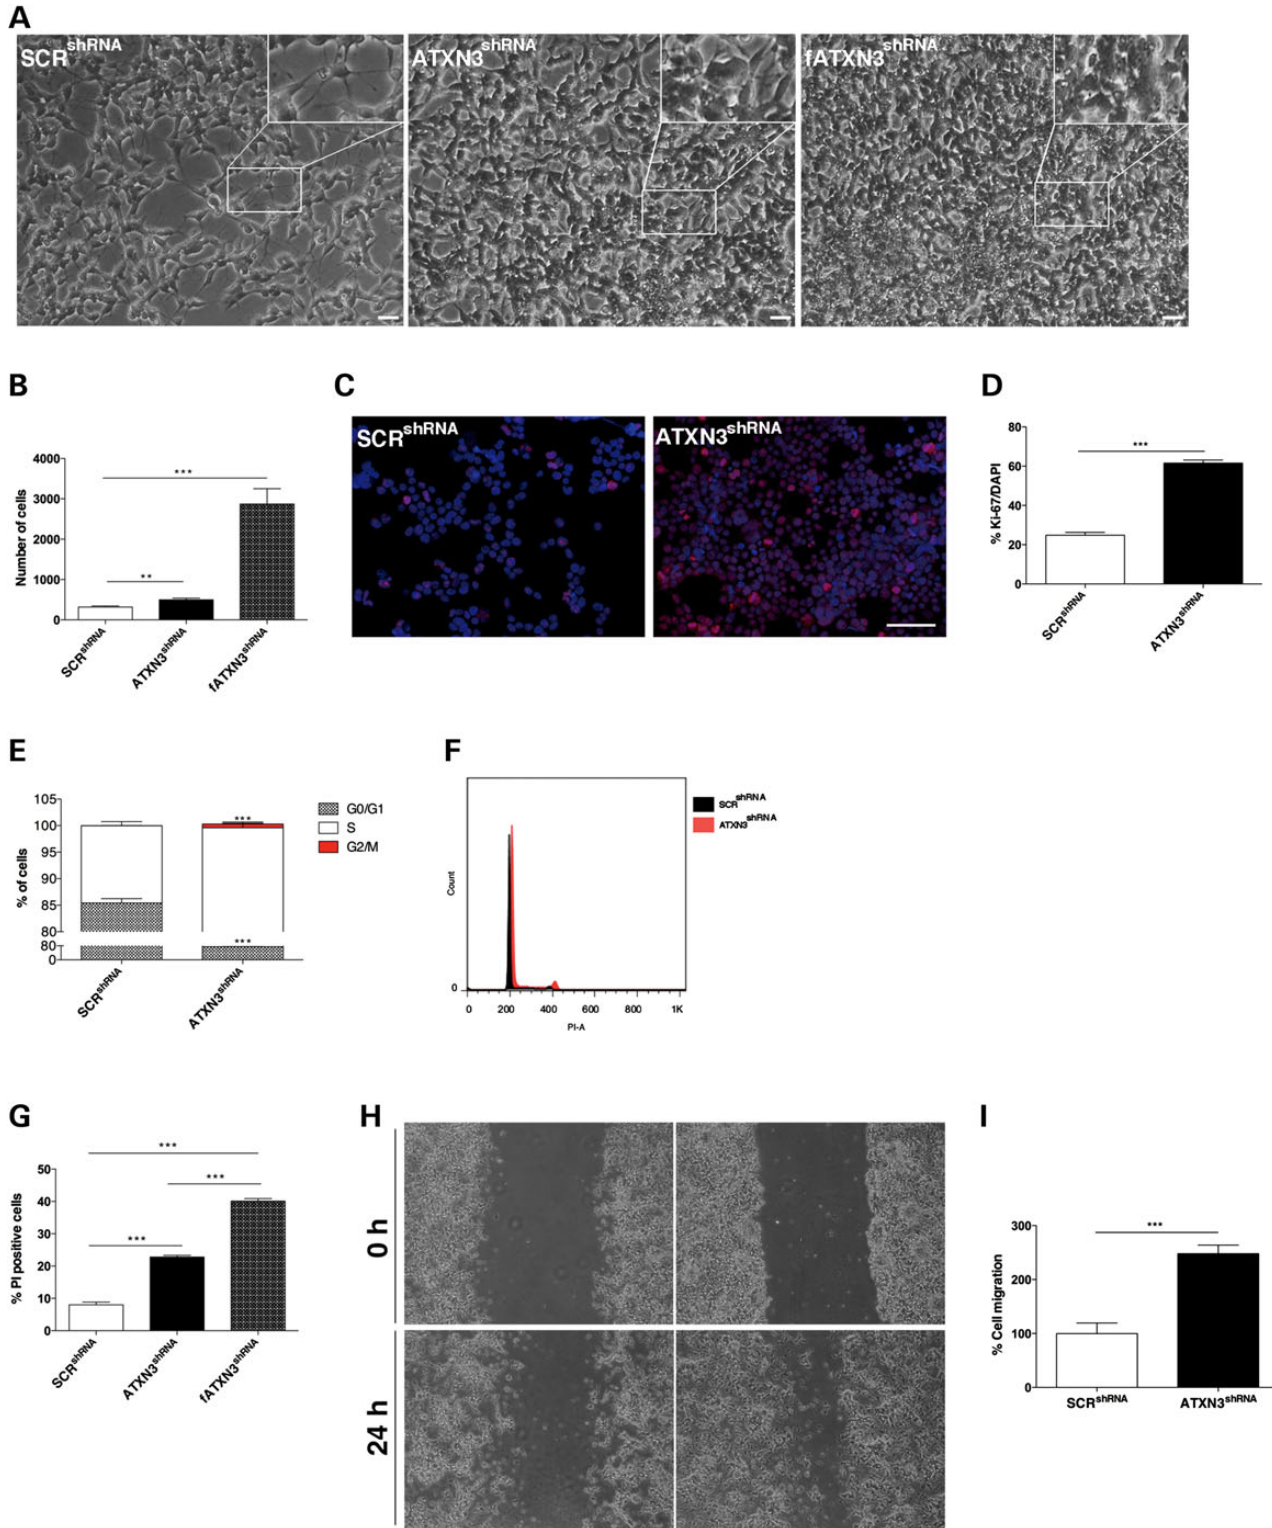 A
SCRshRNA
ATXN3shRNA
fATXN3shRNA
B
Number of cells
4000
3000
2000
1000
0
***
**
SCRshRNA
ATXN3shRNA
fATXN3shRNA
C
SCRshRNA
ATXN3shRNA
D
% Ki-67/DAPI
80
60
40
20
0
***
SCRshRNA
ATXN3shRNA
E
% of cells
105
100
95
90
85
80
80
0
***
***
SCRshRNA
ATXN3shRNA
G0/G1
S
G2/M
F
Count
0
0 200 400 600 800 1K
PI-A
SCRshRNA
ATXN3shRNA
G
% PI positive cells
50
40
30
20
10
0
***
***
***
SCRshRNA
ATXN3shRNA
fATXN3shRNA
H
0 h
24 h
I
% Cell migration
300
200
100
0
***
SCRshRNA
ATXN3shRNA